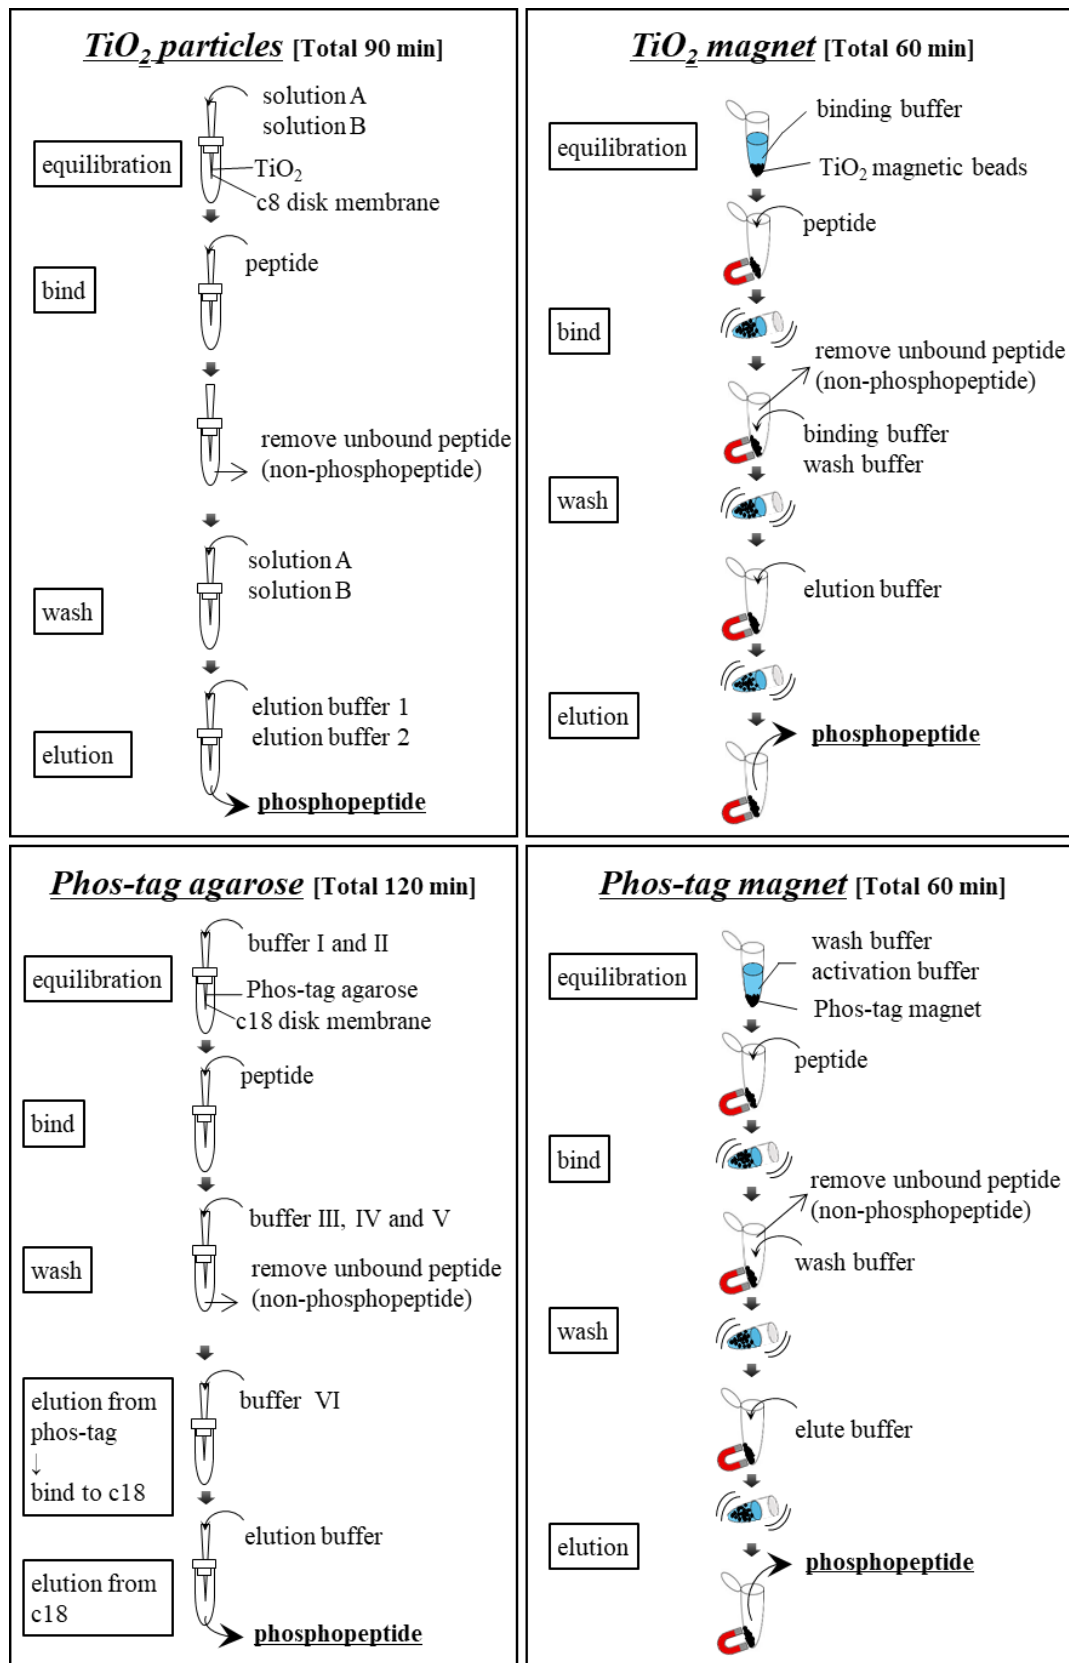 TiO2 particles [Total 90 min]
solution A
solution B
equilibration
TiO2
c8 disk membrane
peptide
bind
remove unbound peptide
(non-phosphopeptide)
solution A
solution B
wash
elution buffer 1
elution buffer 2
elution
phosphopeptide
TiO2 magnet [Total 60 min]
binding buffer
equilibration
TiO2 magnetic beads
peptide
bind
remove unbound peptide
(non-phosphopeptide)
binding buffer
wash buffer
wash
elution buffer
elution
phosphopeptide
Phos-tag agarose [Total 120 min]
buffer I and II
equilibration
Phos-tag agarose
c18 disk membrane
peptide
bind
buffer III, IV and V
wash
remove unbound peptide
(non-phosphopeptide)
elution from
phos-tag
↓
bind to c18
buffer VI
elution buffer
elution from
c18
phosphopeptide
Phos-tag magnet [Total 60 min]
wash buffer
activation buffer
equilibration
Phos-tag magnet
peptide
bind
remove unbound peptide
(non-phosphopeptide)
wash buffer
wash
elute buffer
elution
phosphopeptide